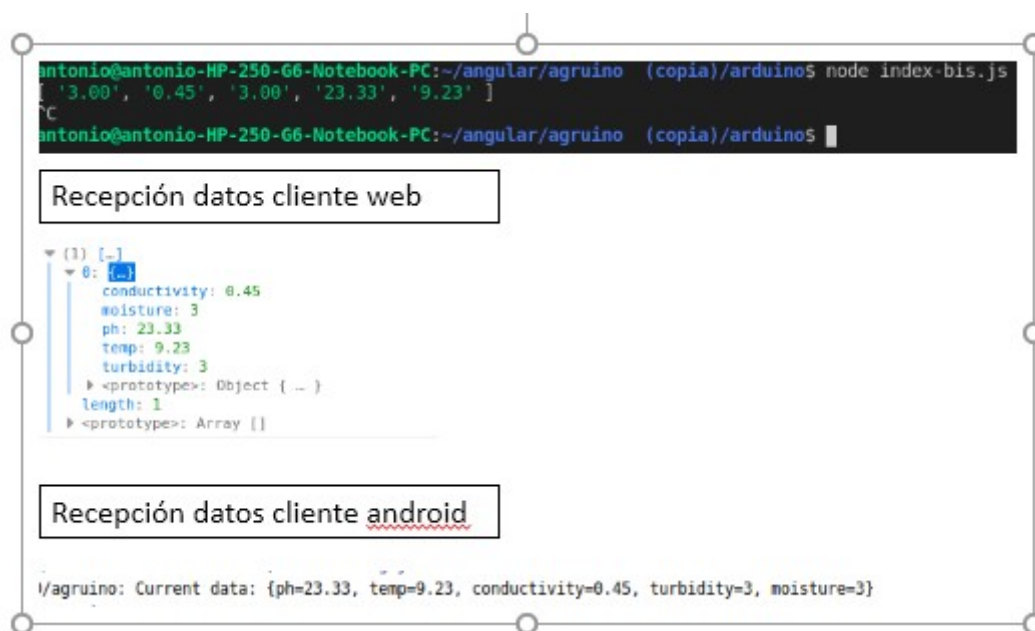 antonio@antonio-HP-250-G6-Notebook-PC:~/angular/agruino (copia)/arduino$ node index-bis.js
[ '3.00', '0.45', '3.00', '23.33', '9.23' ]
^C
antonio@antonio-HP-250-G6-Notebook-PC:~/angular/agruino (copia)/arduino$
Recepción datos cliente web
(1) […]
0: {…}
conductivity: 0.45
moisture: 3
ph: 23.33
temp: 9.23
turbidity: 3
<prototype>: Object { … }
length: 1
<prototype>: Array []
Recepción datos cliente android
/agruino: Current data: {ph=23.33, temp=9.23, conductivity=0.45, turbidity=3, moisture=3}